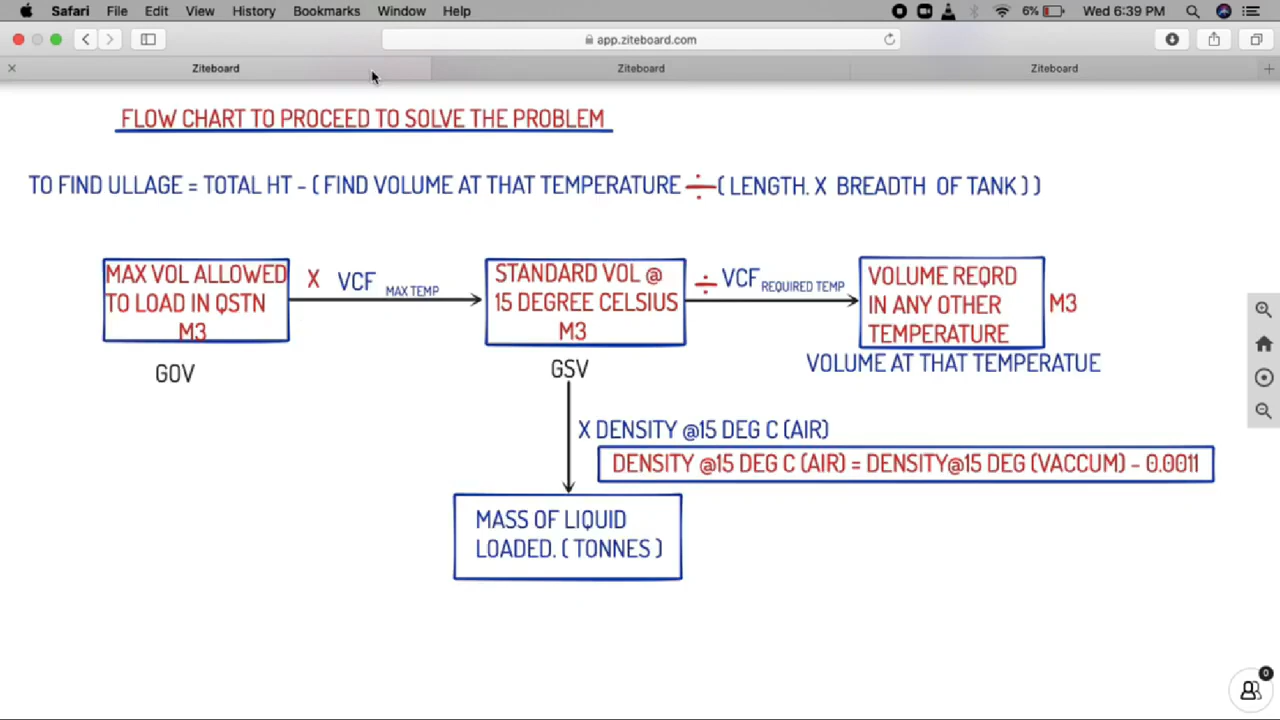 Safari File Edit View History Bookmarks Window Help 6% Wed 6:39 PM
app.ziteboard.com
Ziteboard Ziteboard Ziteboard
FLOW CHART TO PROCEED TO SOLVE THE PROBLEM
TO FIND ULLAGE = TOTAL HT - ( FIND VOLUME AT THAT TEMPERATURE ÷ ( LENGTH. X BREADTH OF TANK ) )
MAX VOL ALLOWED
TO LOAD IN QSTN
M3
X VCF MAX TEMP
STANDARD VOL @
15 DEGREE CELSIUS
M3
÷ VCF REQUIRED TEMP
VOLUME REQRD
IN ANY OTHER
TEMPERATURE
M3
GOV
GSV
VOLUME AT THAT TEMPERATUE
X DENSITY @15 DEG C (AIR)
DENSITY @15 DEG C (AIR) = DENSITY@15 DEG (VACCUM) - 0.0011
MASS OF LIQUID
LOADED. ( TONNES )
0